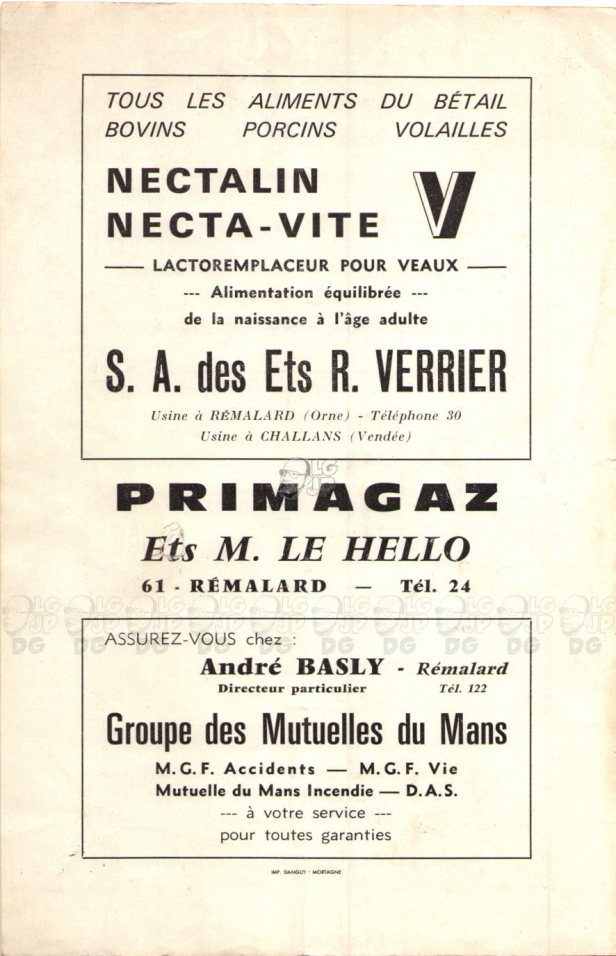 TOUS LES ALIMENTS DU BÉTAIL
BOVINS PORCINS VOLAILLES
NECTALIN
NECTA-VITE
V
LACTOREMPLACEUR POUR VEAUX
--- Alimentation équilibrée ---
de la naissance à l'âge adulte
S. A. des Ets R. VERRIER
Usine à RÉMALARD (Orne) - Téléphone 30
Usine à CHALLANS (Vendée)
PRIMAGAZ
Ets M. LE HELLO
61 - RÉMALARD — Tél. 24
ASSUREZ-VOUS chez :
André BASLY - Rémalard
Directeur particulier Tél. 122
Groupe des Mutuelles du Mans
M.G.F. Accidents — M.G.F. Vie
Mutuelle du Mans Incendie — D.A.S.
--- à votre service ---
pour toutes garanties
IMP. DANGUY - MORTAGNE